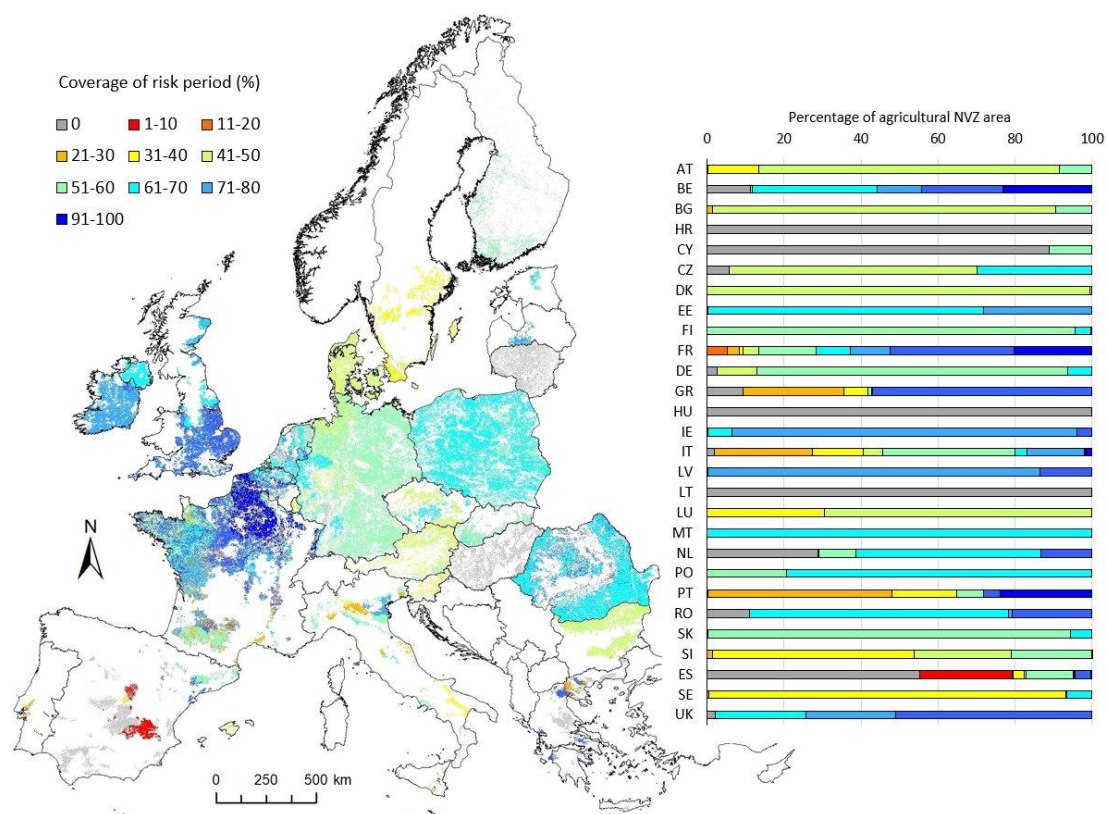 Coverage of risk period (%)
0 1-10 11-20
21-30 31-40 41-50
51-60 61-70 71-80
91-100
N
0 250 500 km
Percentage of agricultural NVZ area
0 20 40 60 80 100
AT
BE
BG
HR
CY
CZ
DK
EE
FI
FR
DE
GR
HU
IE
IT
LV
LT
LU
MT
NL
PO
PT
RO
SK
SI
ES
SE
UK